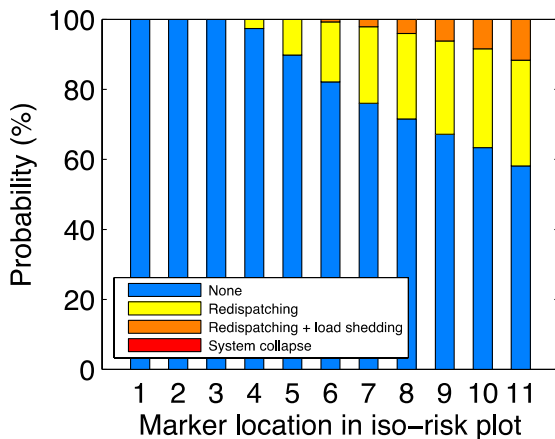 Probability (%)
100
80
60
40
20
0
None
Redispatching
Redispatching + load shedding
System collapse
1 2 3 4 5 6 7 8 9 10 11
Marker location in iso−risk plot